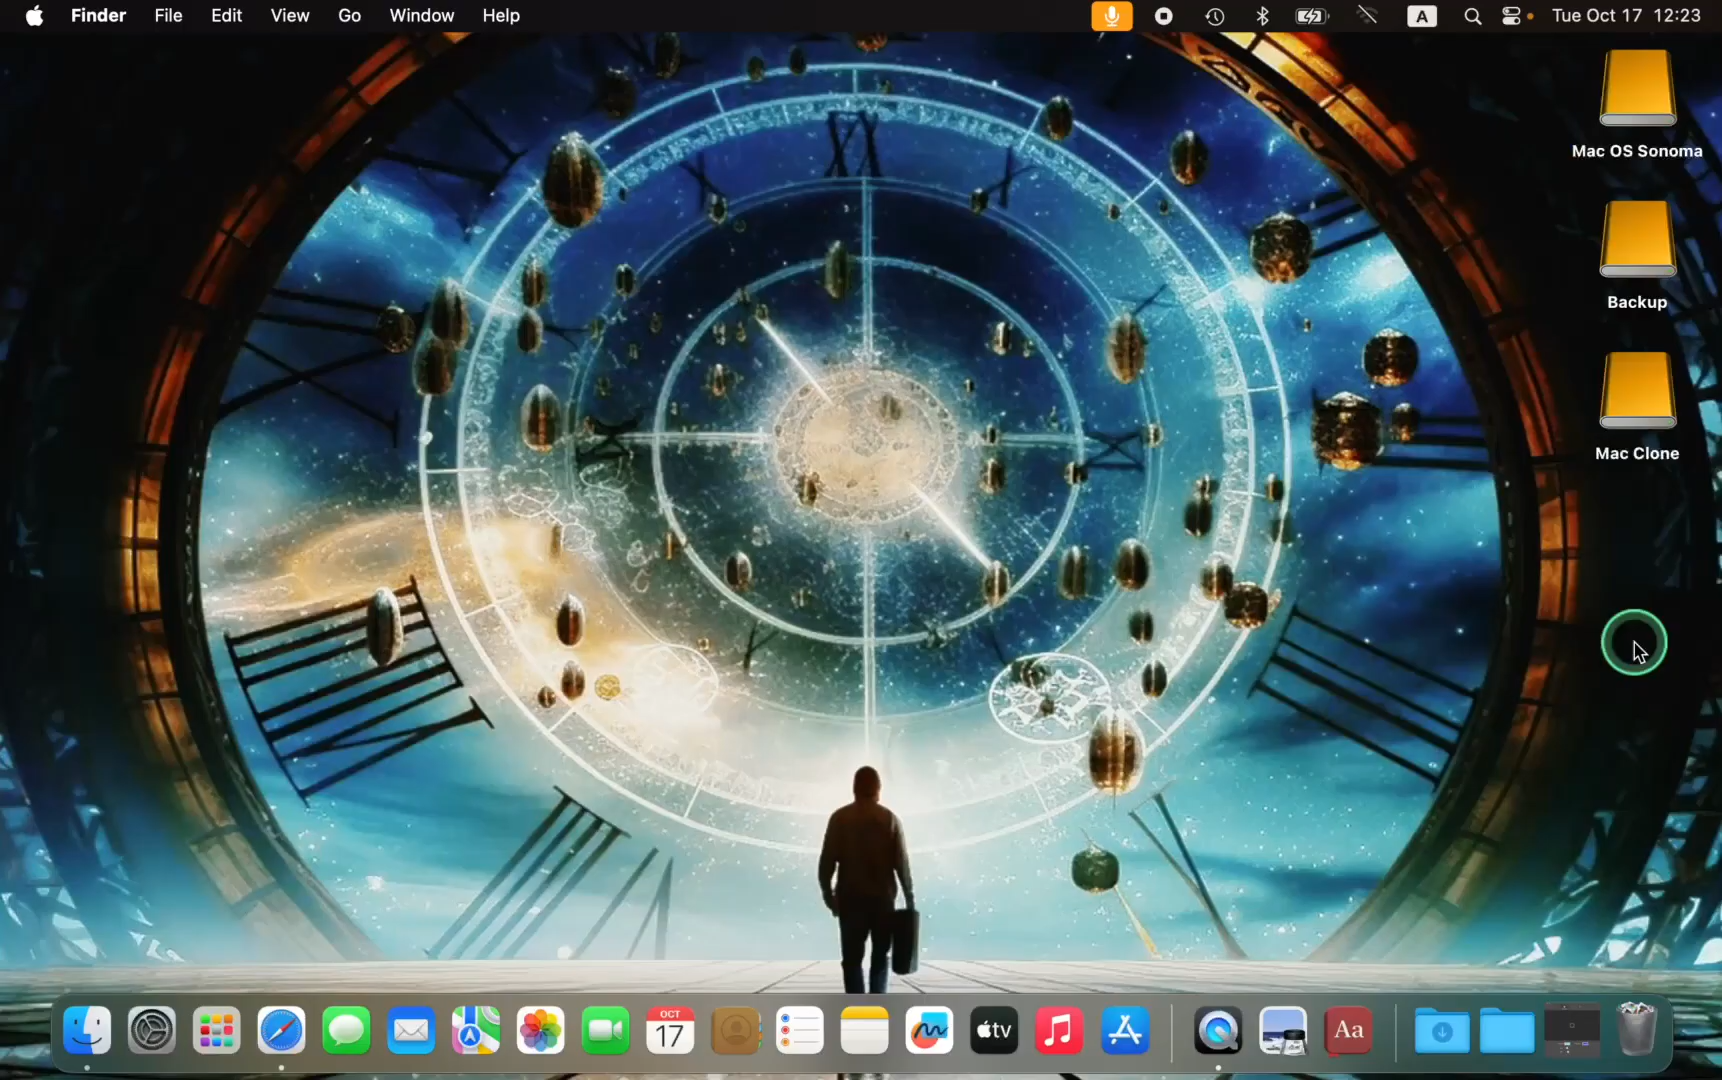 Finder File Edit View Go Window Help A Tue Oct 17 12:23
Mac OS Sonoma
Backup
Mac Clone
OCT
17
tv
Aa